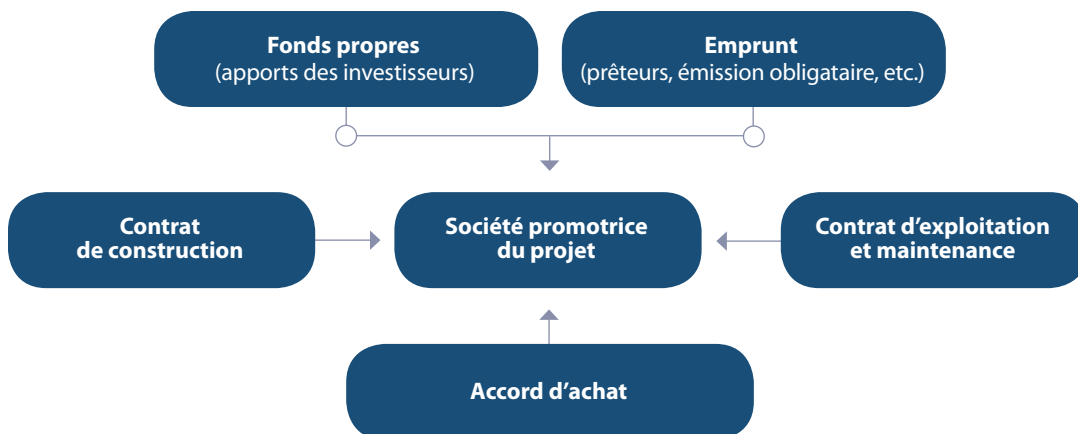 Fonds propres
(apports des investisseurs)
Emprunt
(prêteurs, émission obligataire, etc.)
Contrat
de construction
Société promotrice
du projet
Contrat d’exploitation
et maintenance
Accord d’achat